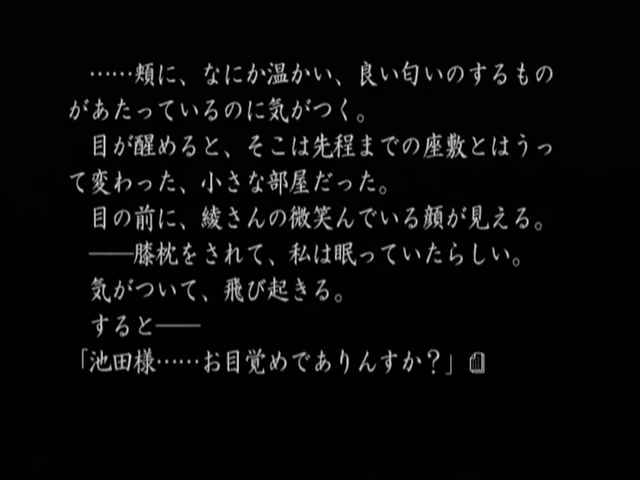 ……頬に、なにか温かい、良い匂いのするもの
があたっているのに気がつく。
目が醒めると、そこは先程までの座敷とはうっ
て変わった、小さな部屋だった。
目の前に、綾さんの微笑んでいる顔が見える。
――膝枕をされて、私は眠っていたらしい。
気がついて、飛び起きる。
すると――
「池田様……お目覚めでありんすか？」